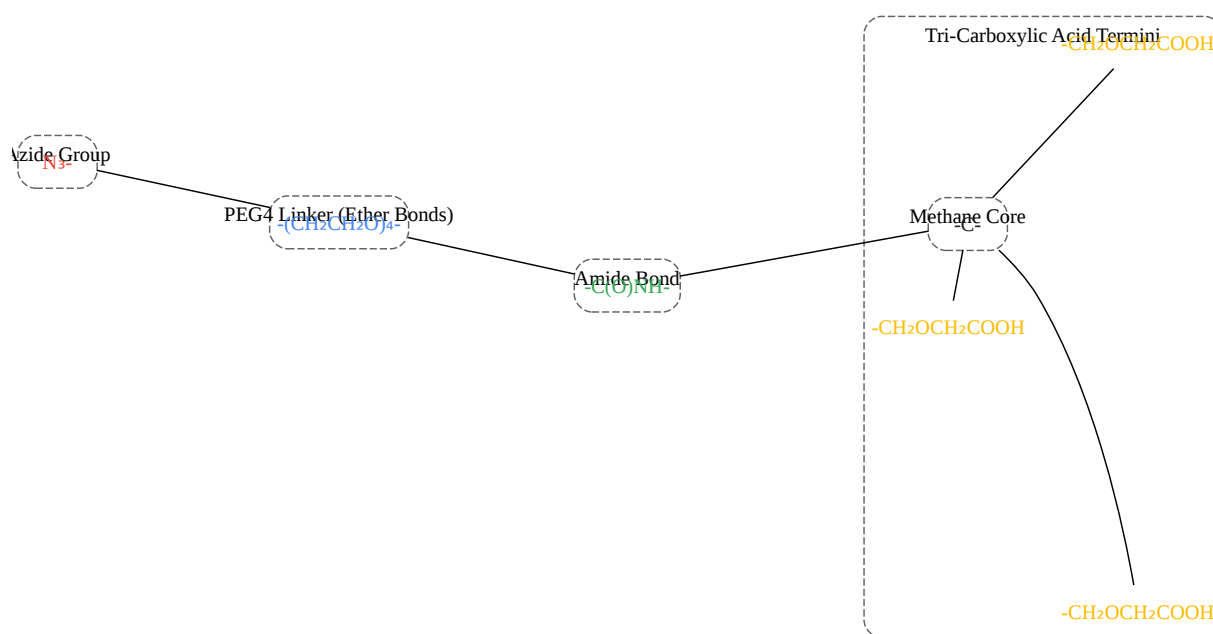 Tri-Carboxylic Acid Termini
-CH₂OCH₂COOH
Azide Group
N₃-
PEG4 Linker (Ether Bonds)
-(CH₂CH₂O)₄-
Methane Core
-C-
Amide Bond
-C(O)NH-
-CH₂OCH₂COOH
-CH₂OCH₂COOH